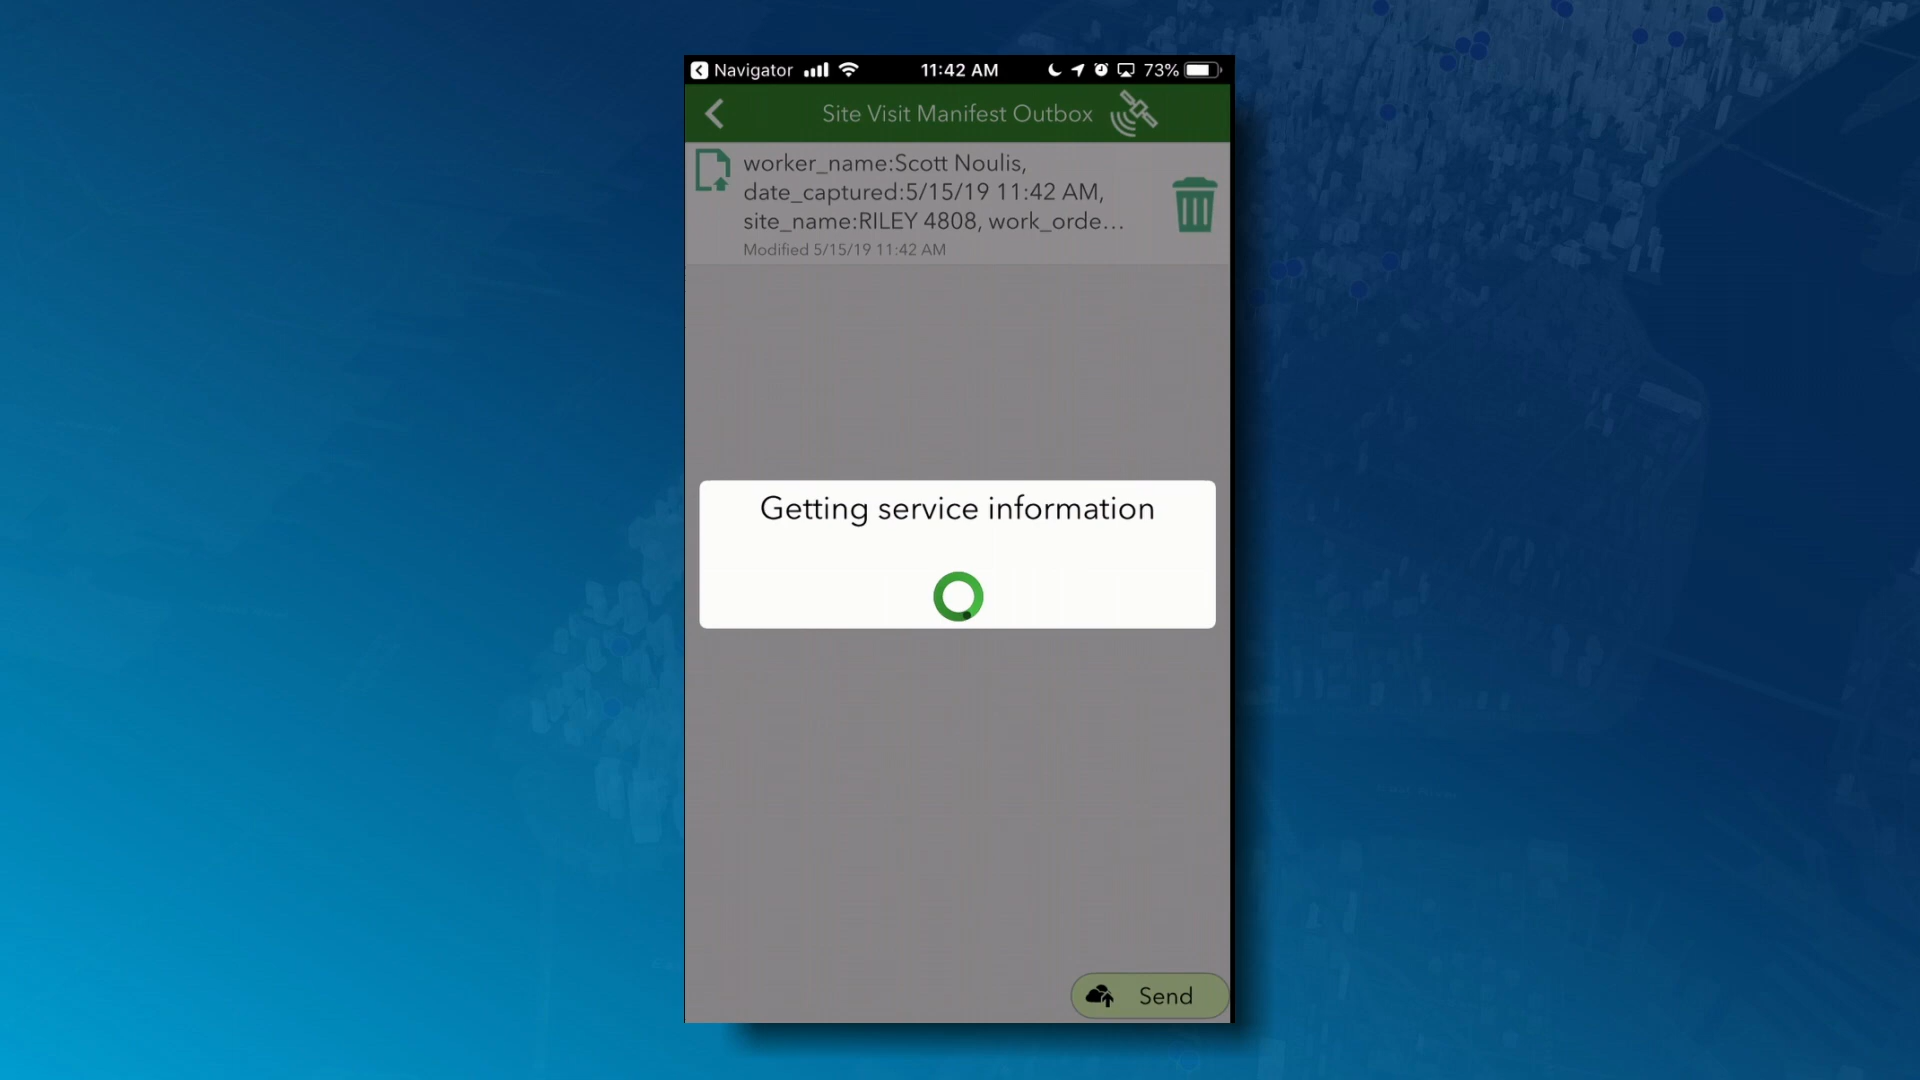 Navigator 11:42 AM 73%
Site Visit Manifest Outbox
worker_name:Scott Noulis,
date_captured:5/15/19 11:42 AM,
site_name:RILEY 4808, work_orde...
Modified 5/15/19 11:42 AM
Getting service information
Send